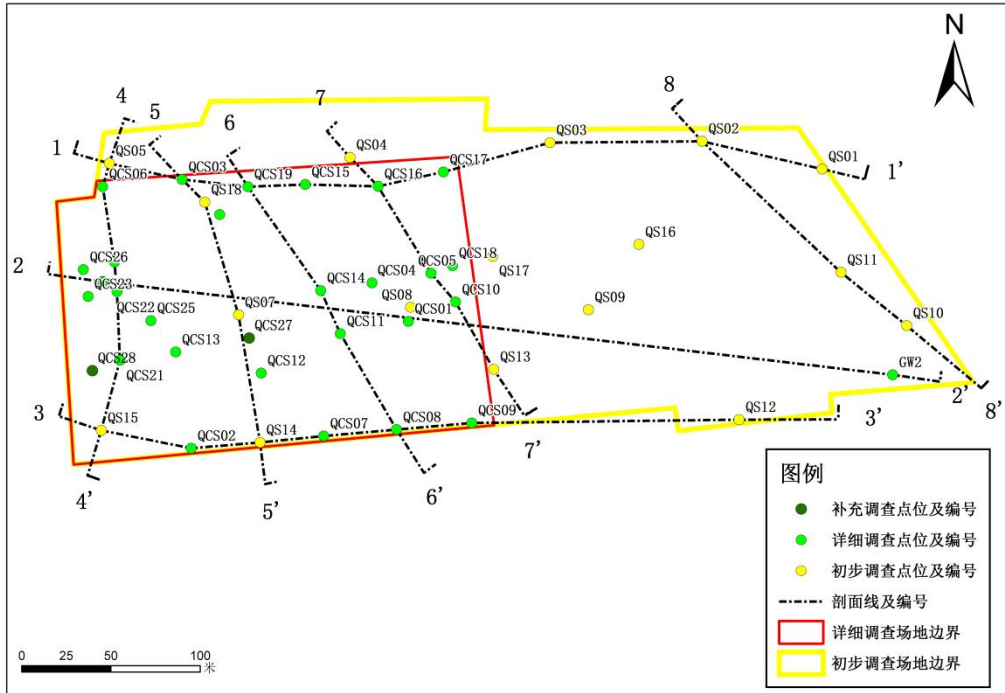 N
8
7
4
5
6
1
QS04
QS03
QS02
QS05
QS01
1'
QCS03
QCS17
QCS06
QS18
QCS19
QCS15
QCS16
QS16
QCS26
QCS05
QCS18
QS17
QS11
2
QCS23
QCS14
QCS04
QCS22
QCS25
QS07
QS08
QCS01
QCS10
QS09
QS10
QCS27
QCS11
QCS13
QCS28
QCS21
QCS12
QS13
GW2
2'
8'
3
QS15
QCS02
QS14
QCS07
QCS08
QCS09
QS12
3'
4'
5'
6'
7'
图例
补充调查点位及编号
详细调查点位及编号
初步调查点位及编号
剖面线及编号
详细调查场地边界
初步调查场地边界
0 25 50 100
米